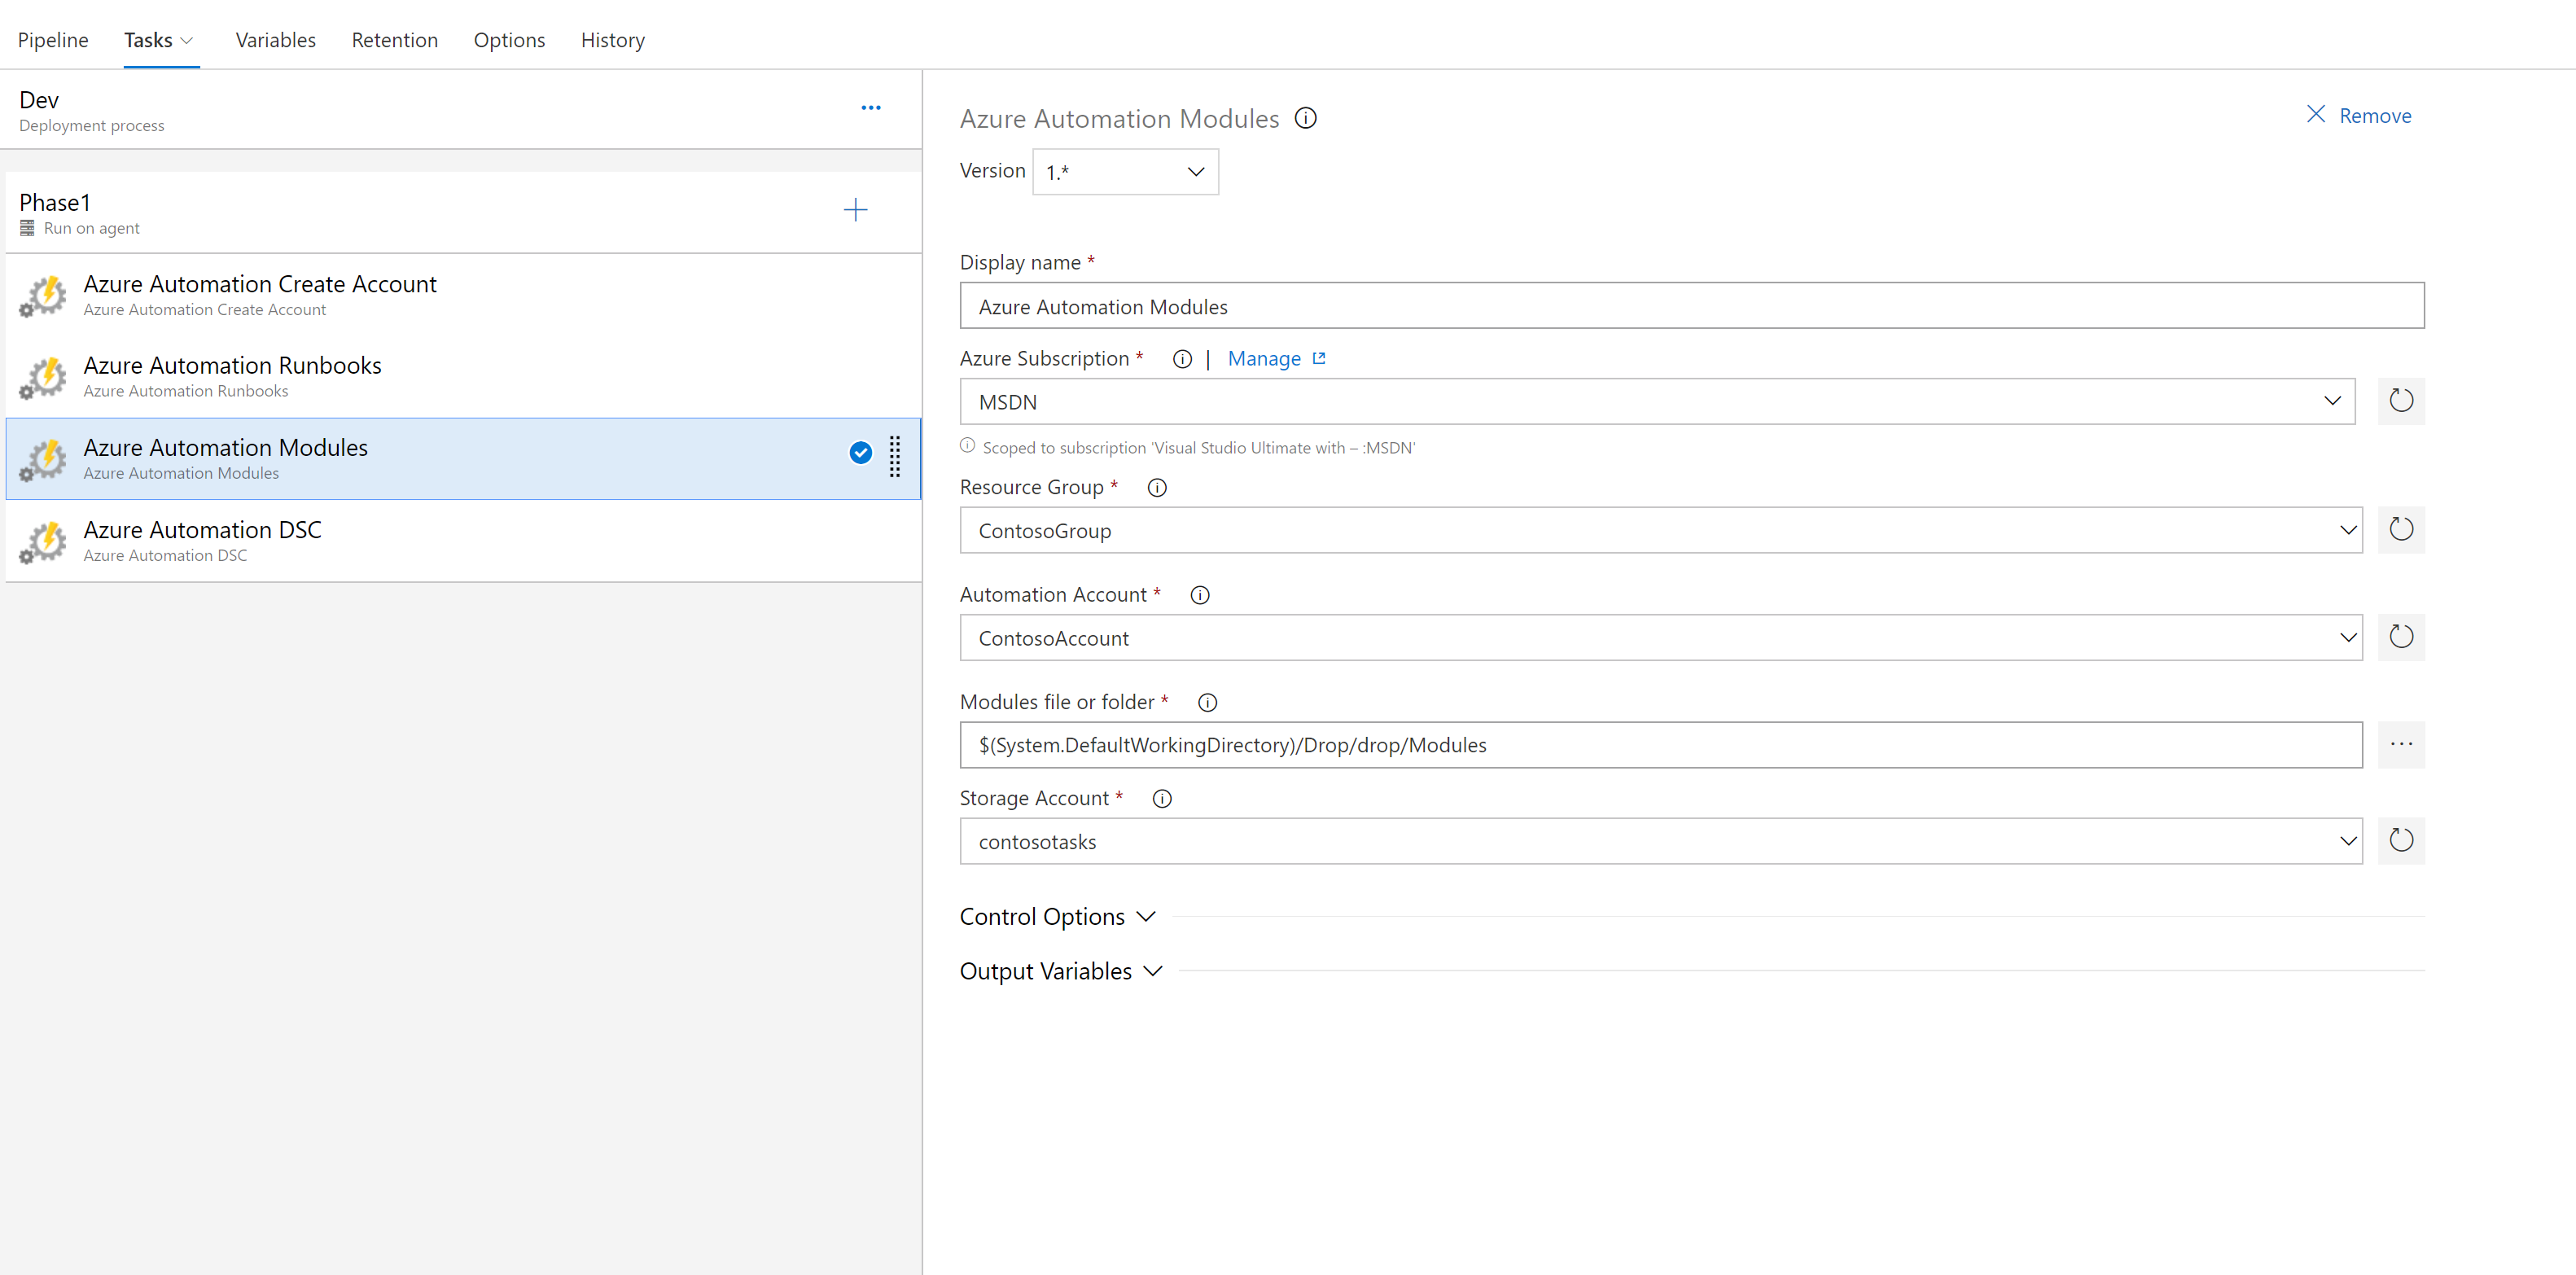 Pipeline Tasks Variables Retention Options History
Dev
Deployment process
Phase1
Run on agent
Azure Automation Create Account
Azure Automation Create Account
Azure Automation Runbooks
Azure Automation Runbooks
Azure Automation Modules
Azure Automation Modules
Azure Automation DSC
Azure Automation DSC
Azure Automation Modules
Remove
Version 1.*
Display name *
Azure Automation Modules
Azure Subscription * | Manage
MSDN
Scoped to subscription 'Visual Studio Ultimate with – :MSDN'
Resource Group *
ContosoGroup
Automation Account *
ContosoAccount
Modules file or folder *
$(System.DefaultWorkingDirectory)/Drop/drop/Modules
Storage Account *
contosotasks
Control Options
Output Variables